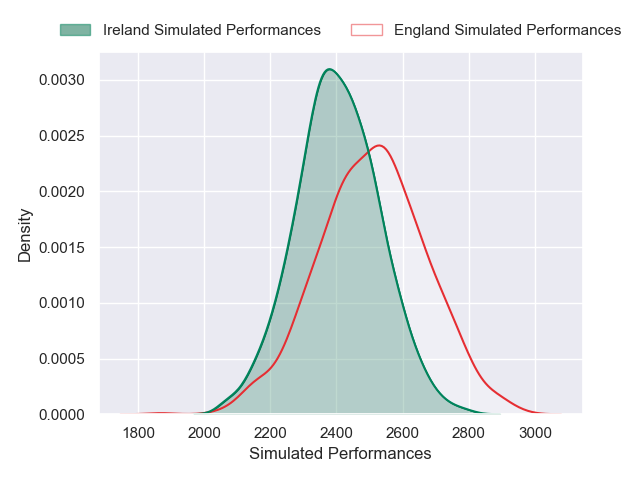 Ireland Simulated Performances England Simulated Performances
0.0030
0.0025
0.0020
0.0015
0.0010
0.0005
0.0000
Density
1800 2000 2200 2400 2600 2800 3000
Simulated Performances